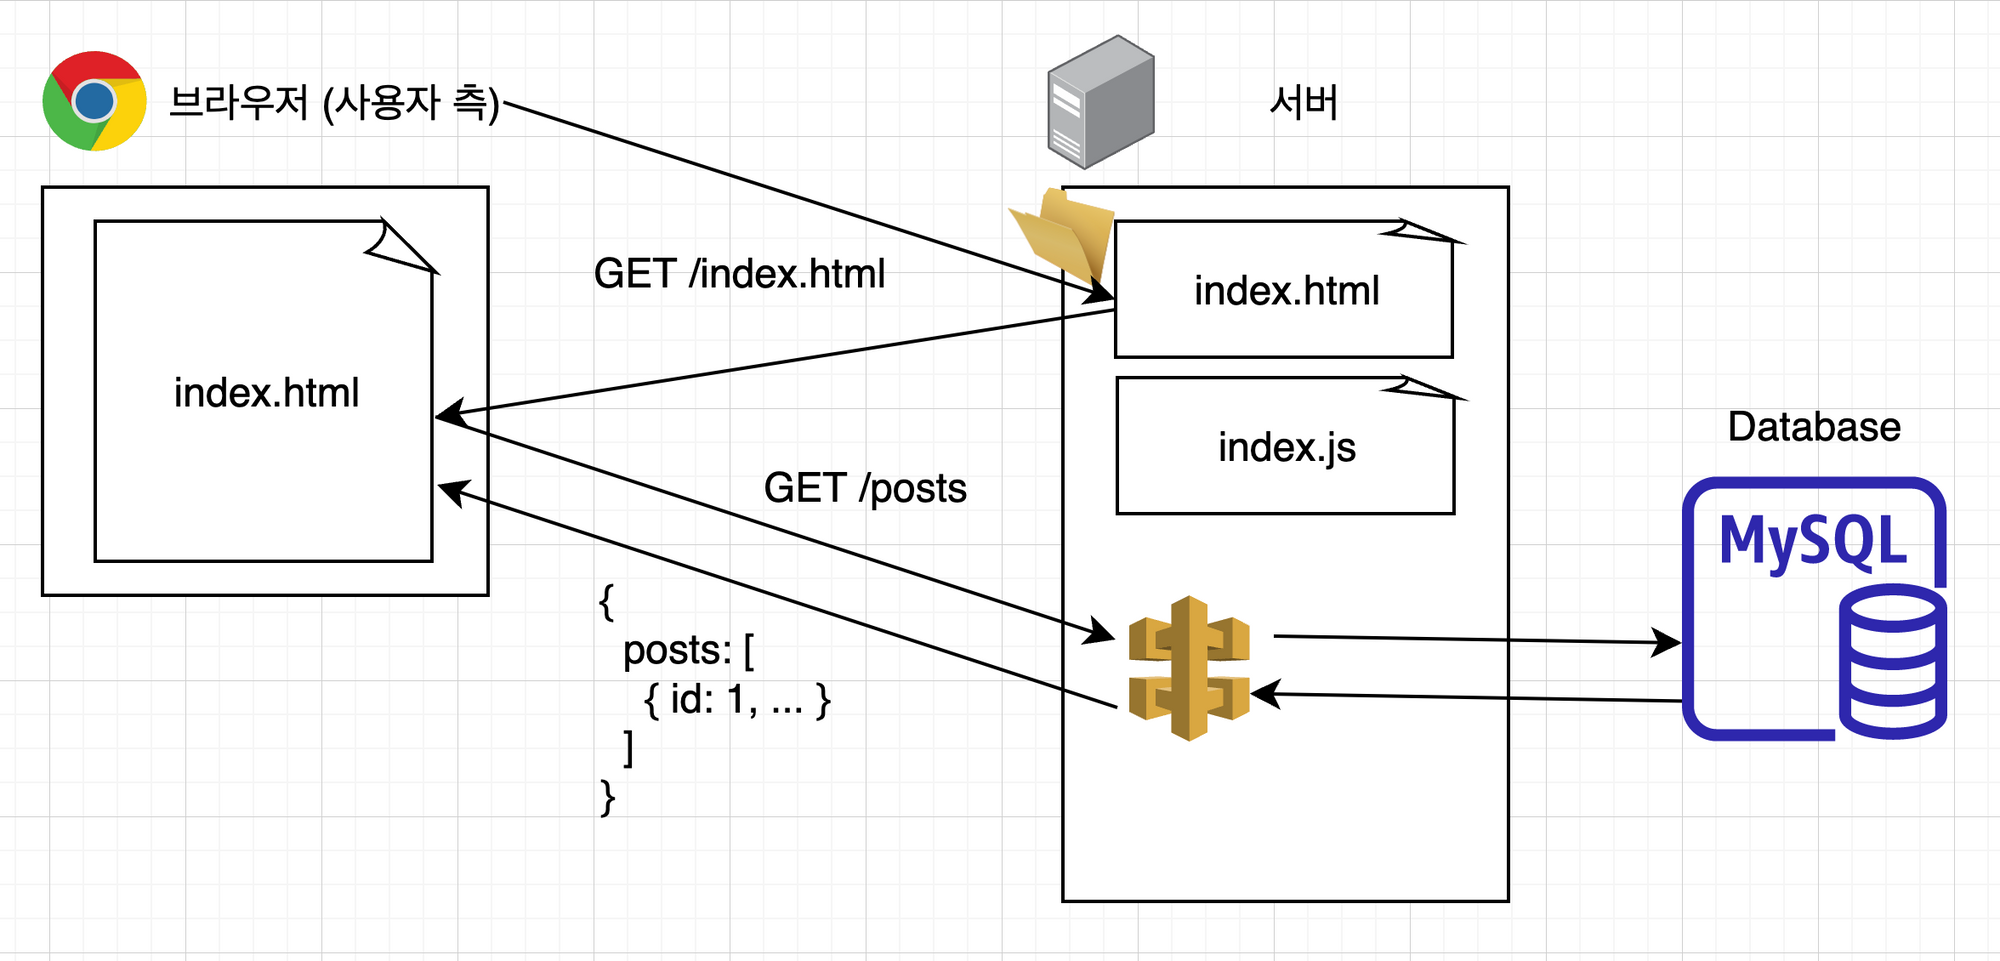 브라우저 (사용자 측)
서버
GET /index.html
index.html
index.html
index.js
GET /posts
Database
MySQL
{
posts: [
{ id: 1, ... }
]
}